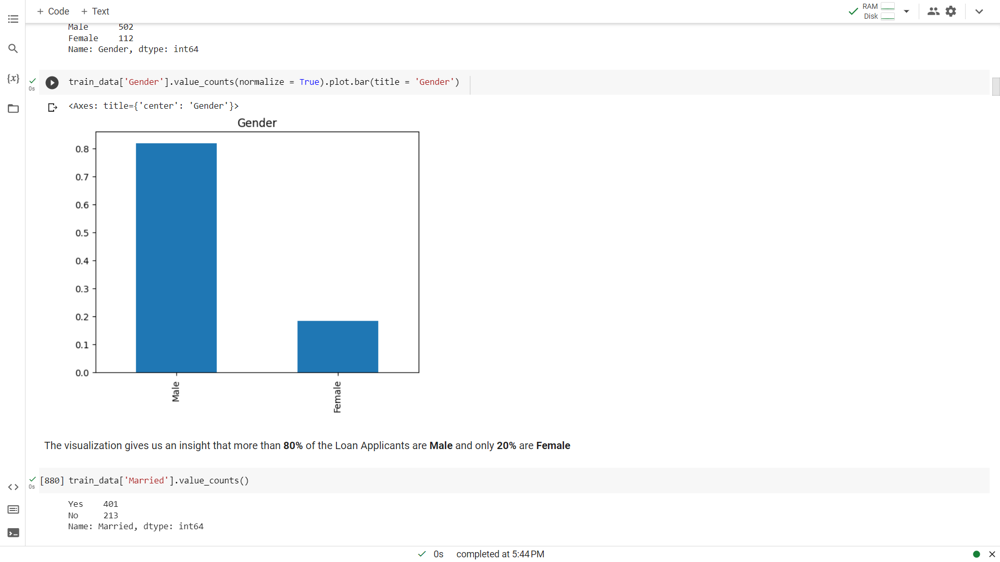 + Code + Text
RAM
Disk
Male      502
Female    112
Name: Gender, dtype: int64
{x}
0s
train_data['Gender'].value_counts(normalize = True).plot.bar(title = 'Gender')
<Axes: title={'center': 'Gender'}>
Gender
0.8
0.7
0.6
0.5
0.4
0.3
0.2
0.1
0.0
Male
Female
The visualization gives us an insight that more than 80% of the Loan Applicants are Male and only 20% are Female
0s
[880] train_data['Married'].value_counts()
Yes    401
No     213
Name: Married, dtype: int64
0s completed at 5:44 PM